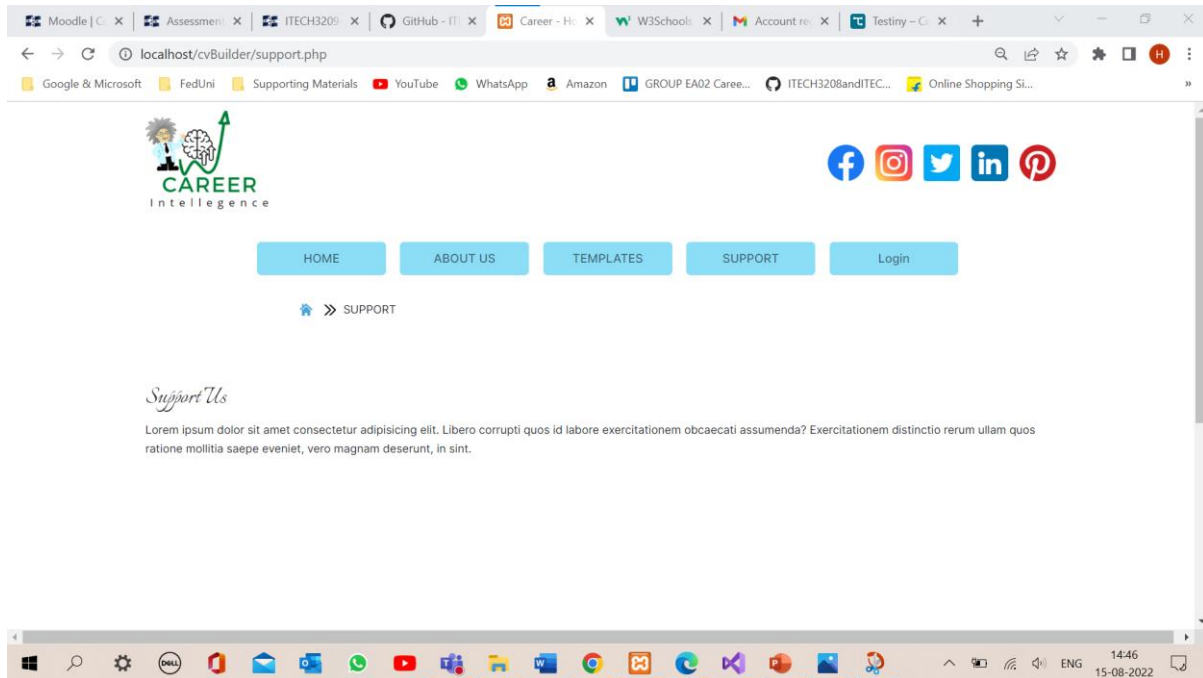 Moodle | C
Assessment
ITECH3209
GitHub - IT
Career - Ho
W3Schools
Account re
Testiny – C
localhost/cvBuilder/support.php
H
Google & Microsoft
FedUni
Supporting Materials
YouTube
WhatsApp
Amazon
GROUP EA02 Caree...
ITECH3208andITEC...
Online Shopping Si...
»
CAREER
Intellegence
HOME
ABOUT US
TEMPLATES
SUPPORT
Login
SUPPORT
Support Us
Lorem ipsum dolor sit amet consectetur adipisicing elit. Libero corrupti quos id labore exercitationem obcaecati assumenda? Exercitationem distinctio rerum ullam quos
ratione mollitia saepe eveniet, vero magnam deserunt, in sint.
DELL
ENG
14:46
15-08-2022